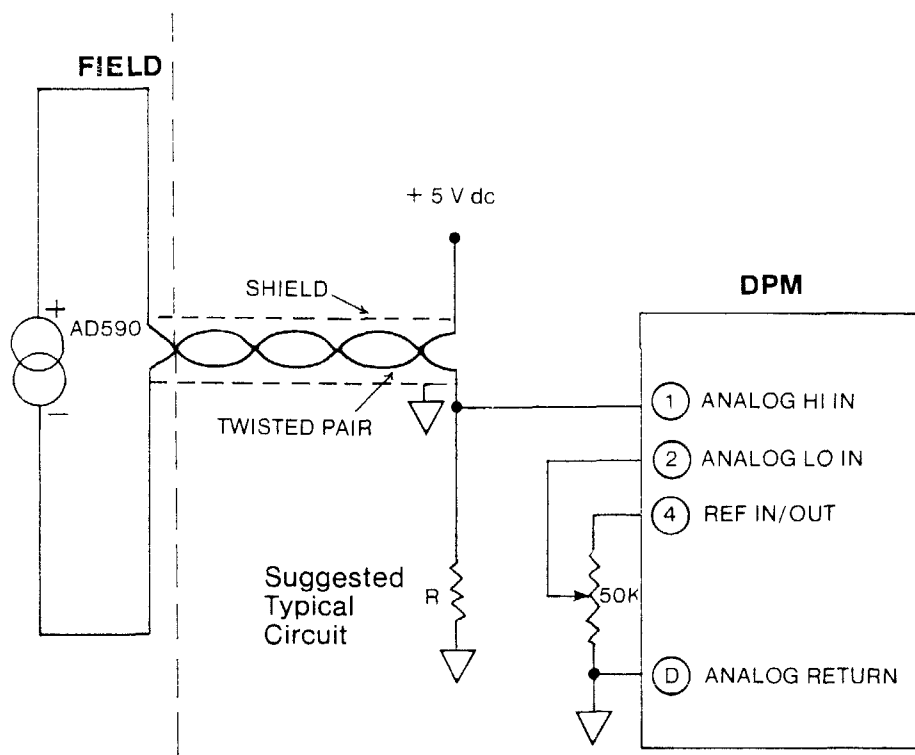 FIELD
+ 5 V dc
DPM
SHIELD
+
AD590
−
TWISTED PAIR
1 ANALOG HI IN
2 ANALOG LO IN
4 REF IN/OUT
Suggested
Typical
Circuit
R
50K
D ANALOG RETURN